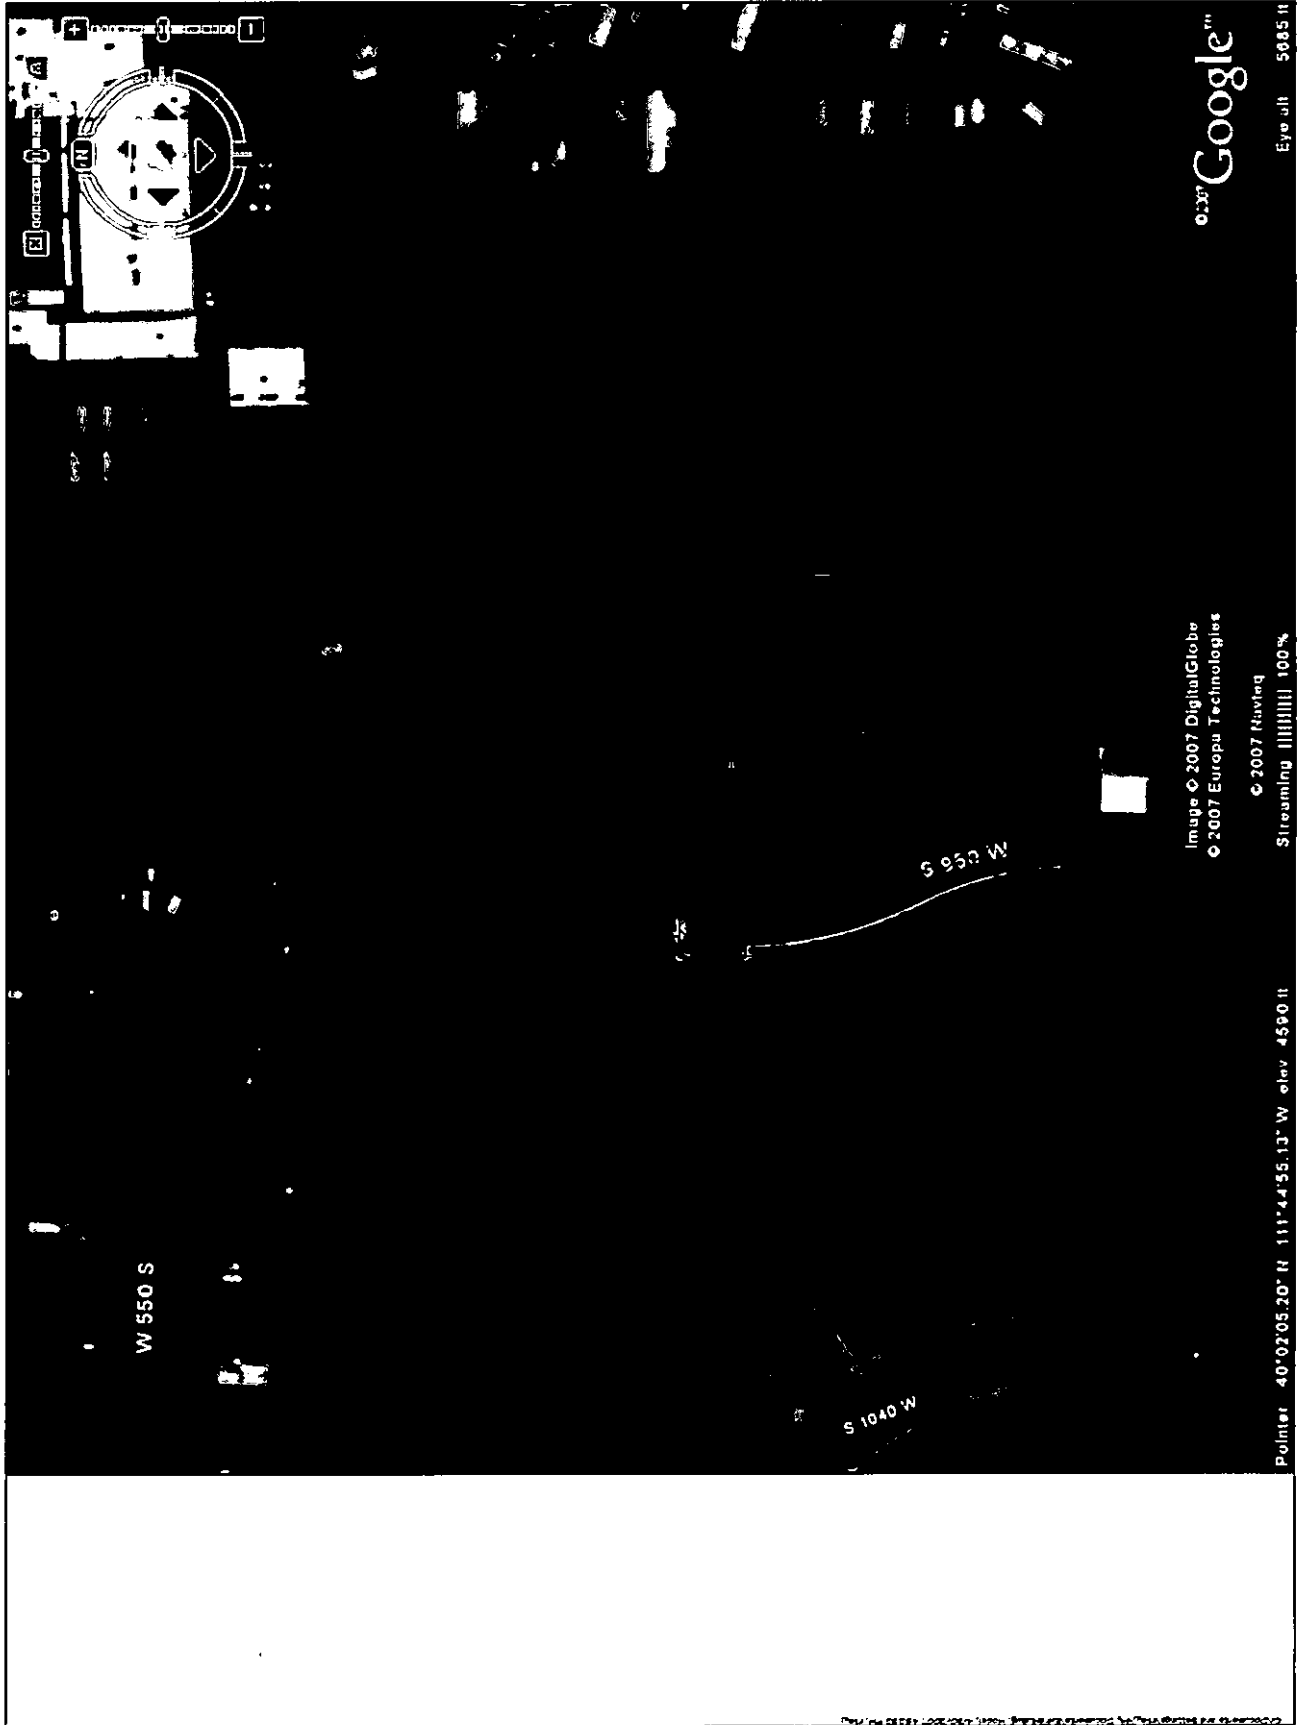 N
W 550 S
S 950 W
S 1040 W
Image © 2007 DigitalGlobe
© 2007 Europa Technologies
© 2007 Navteq
©2007 Google™
Pointer 40°02'05.20" N 111°44'55.13" W elev 4590 ft
Streaming ||||||||| 100%
Eye alt 5685 ft